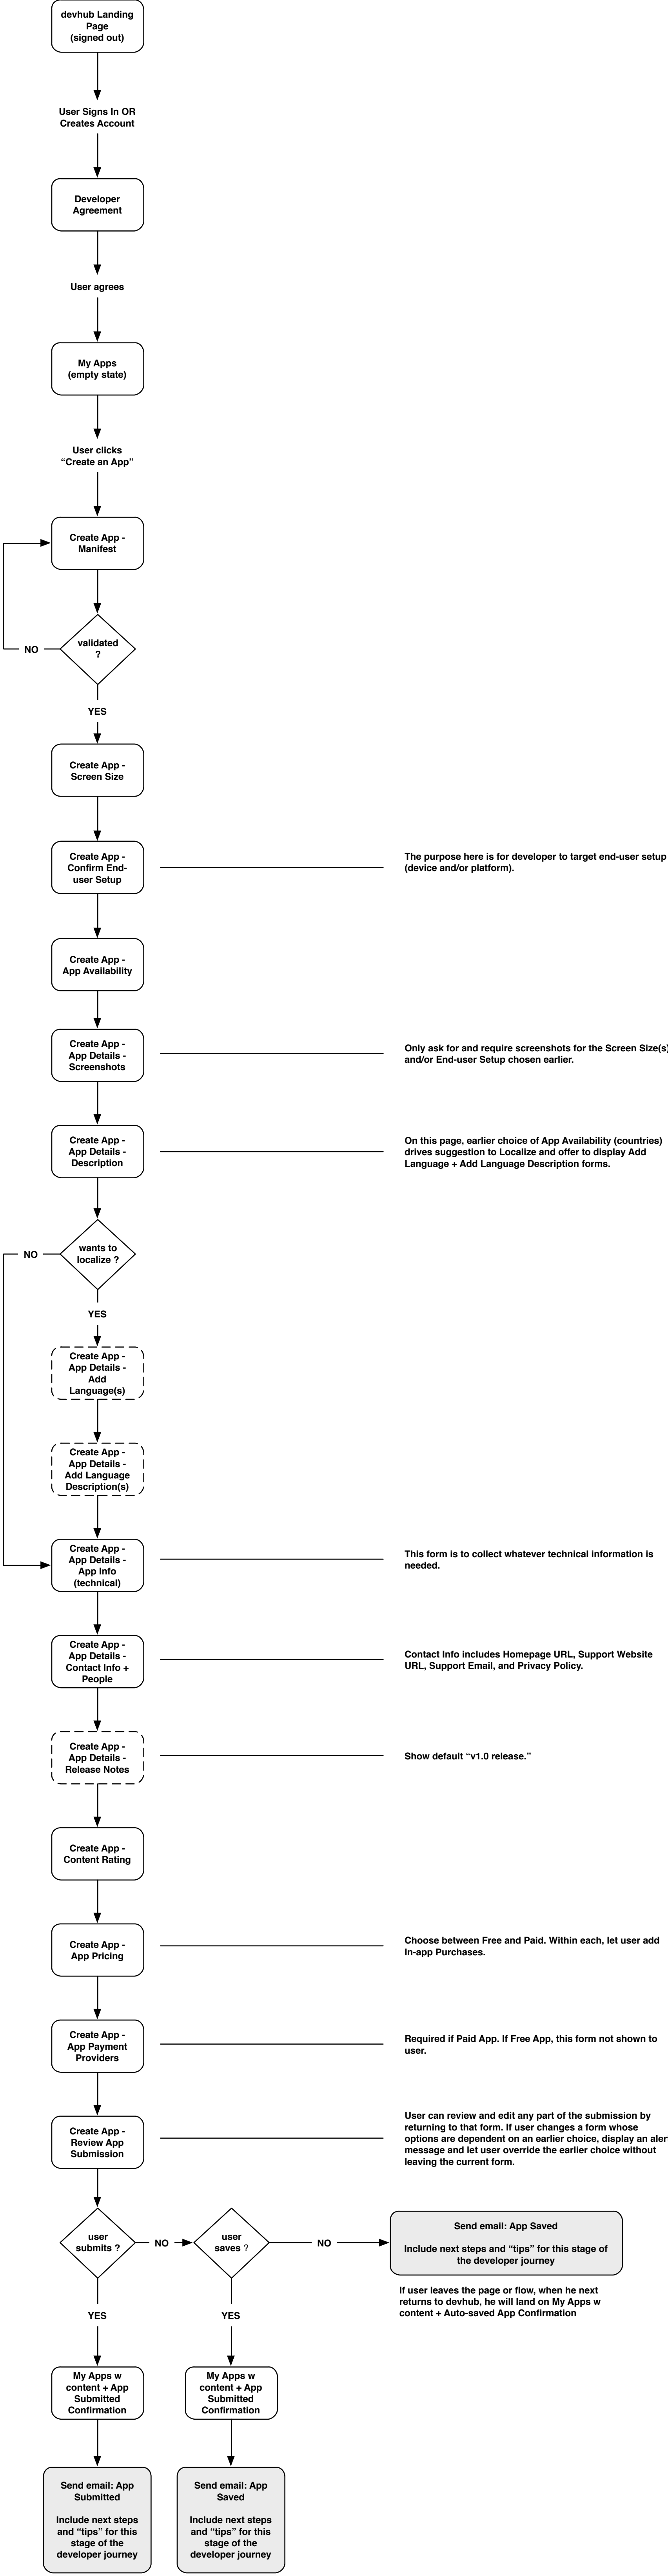 devhub Landing
Page
(signed out)
User Signs In OR
Creates Account
Developer
Agreement
User agrees
My Apps
(empty state)
User clicks
“Create an App”
Create App -
Manifest
validated
?
NO
YES
Create App -
Screen Size
Create App -
Confirm End-
user Setup
The purpose here is for developer to target end-user setup
(device and/or platform).
Create App -
App Availability
Create App -
App Details -
Screenshots
Only ask for and require screenshots for the Screen Size(s)
and/or End-user Setup chosen earlier.
Create App -
App Details -
Description
On this page, earlier choice of App Availability (countries)
drives suggestion to Localize and offer to display Add
Language + Add Language Description forms.
wants to
localize ?
NO
YES
Create App -
App Details -
Add
Language(s)
Create App -
App Details -
Add Language
Description(s)
Create App -
App Details -
App Info
(technical)
This form is to collect whatever technical information is
needed.
Create App -
App Details -
Contact Info +
People
Contact Info includes Homepage URL, Support Website
URL, Support Email, and Privacy Policy.
Create App -
App Details -
Release Notes
Show default “v1.0 release.”
Create App -
Content Rating
Create App -
App Pricing
Choose between Free and Paid. Within each, let user add
In-app Purchases.
Create App -
App Payment
Providers
Required if Paid App. If Free App, this form not shown to
user.
Create App -
Review App
Submission
User can review and edit any part of the submission by
returning to that form. If user changes a form whose
options are dependent on an earlier choice, display an aler
message and let user override the earlier choice without
leaving the current form.
user
submits ?
NO
user
saves ?
NO
Send email: App Saved
Include next steps and “tips” for this stage of
the developer journey
If user leaves the page or flow, when he next
returns to devhub, he will land on My Apps w
content + Auto-saved App Confirmation
YES
YES
My Apps w
content + App
Submitted
Confirmation
My Apps w
content + App
Submitted
Confirmation
Send email: App
Submitted
Include next steps
and “tips” for this
stage of the
developer journey
Send email: App
Saved
Include next steps
and “tips” for this
stage of the
developer journey